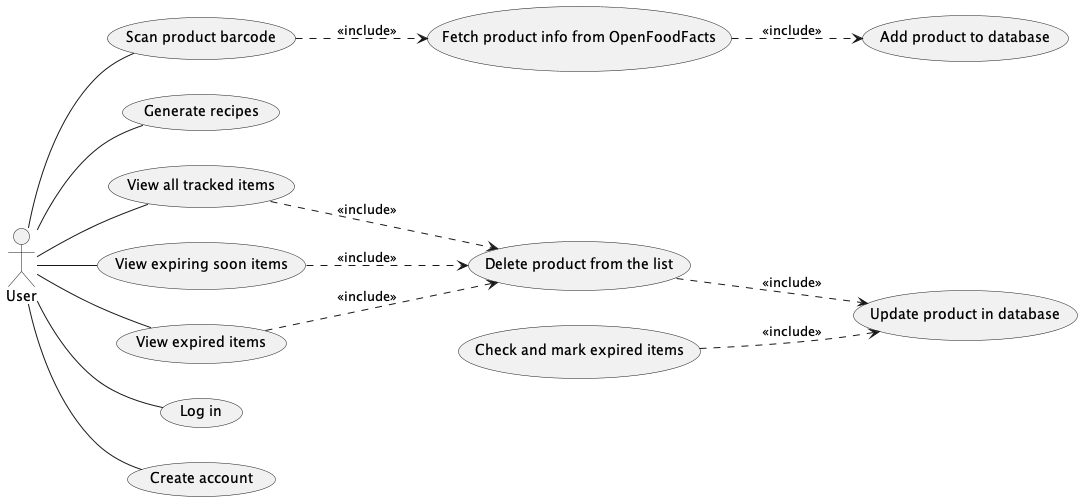 Scan product barcode
«include»
Fetch product info from OpenFoodFacts
«include»
Add product to database
Generate recipes
View all tracked items
«include»
View expiring soon items
«include»
Delete product from the list
«include»
User
«include»
View expired items
Update product in database
«include»
Check and mark expired items
Log in
Create account